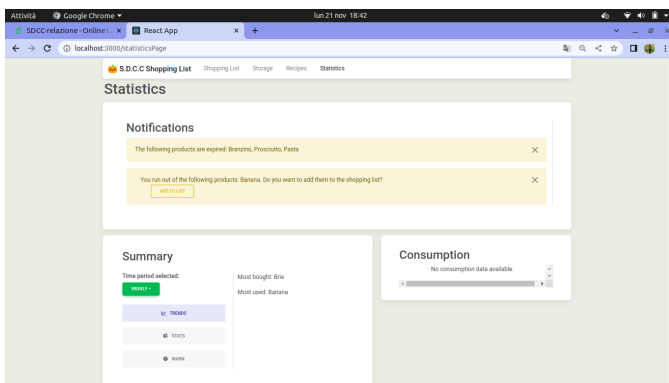 Attività Google Chrome lun 21 nov 18:42
SDCC-relazione - Online L React App
localhost:3000/statisticsPage
S.D.C.C Shopping List Shopping List Storage Recipes Statistics
Statistics
Notifications
The following products are expired: Branzino, Prosciutto, Pasta
You run out of the following products: Banana. Do you want to add them to the shopping list?
ADD TO LIST
Summary
Time period selected:
WEEKLY
TRENDS
STATS
WARN
Most bought: Brie
Most used: Banana
Consumption
No consumption data available.